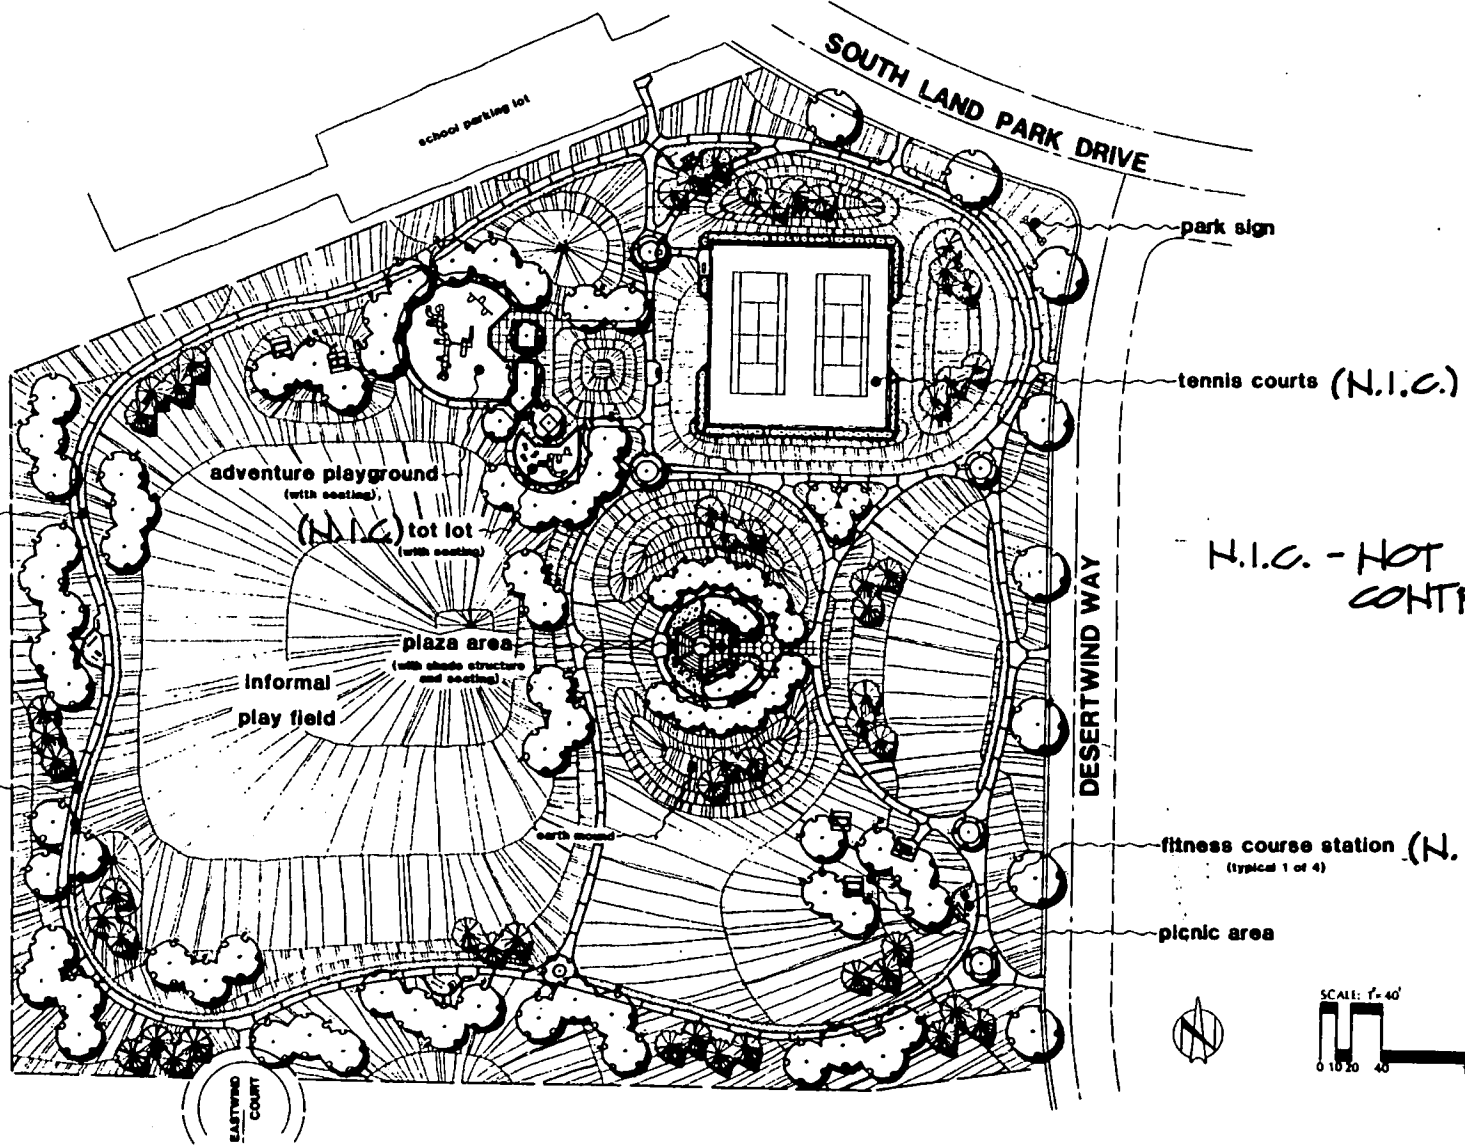 SOUTH LAND PARK DRIVE
school parking lot
park sign
tennis courts (N.I.C.)
adventure playground
(with seating)
(N.I.C.) tot lot
(with seating)
N.I.C. - NOT
plaza area
(with shade structure
and seating)
informal
play field
DESERTWIND WAY
earth mound
fitness course station (N.
(typical 1 of 4)
picnic area
SCALE: 1"=40'
0 10 20 40
EASTWIND
COURT